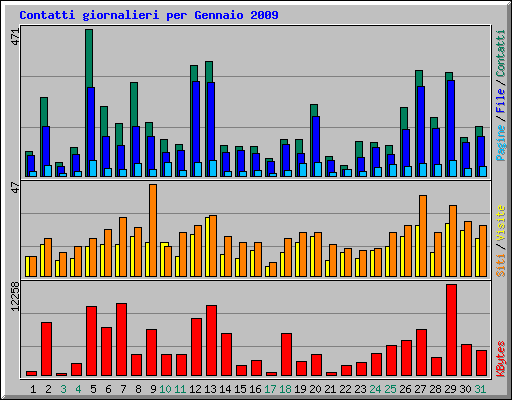 Contatti giornalieri per Gennaio 2009
471
Pagine / File / Contatti
47
Siti / Visite
12258
KBytes
1 2 3 4 5 6 7 8 9 10 11 12 13 14 15 16 17 18 19 20 21 22 23 24 25 26 27 28 29 30 31